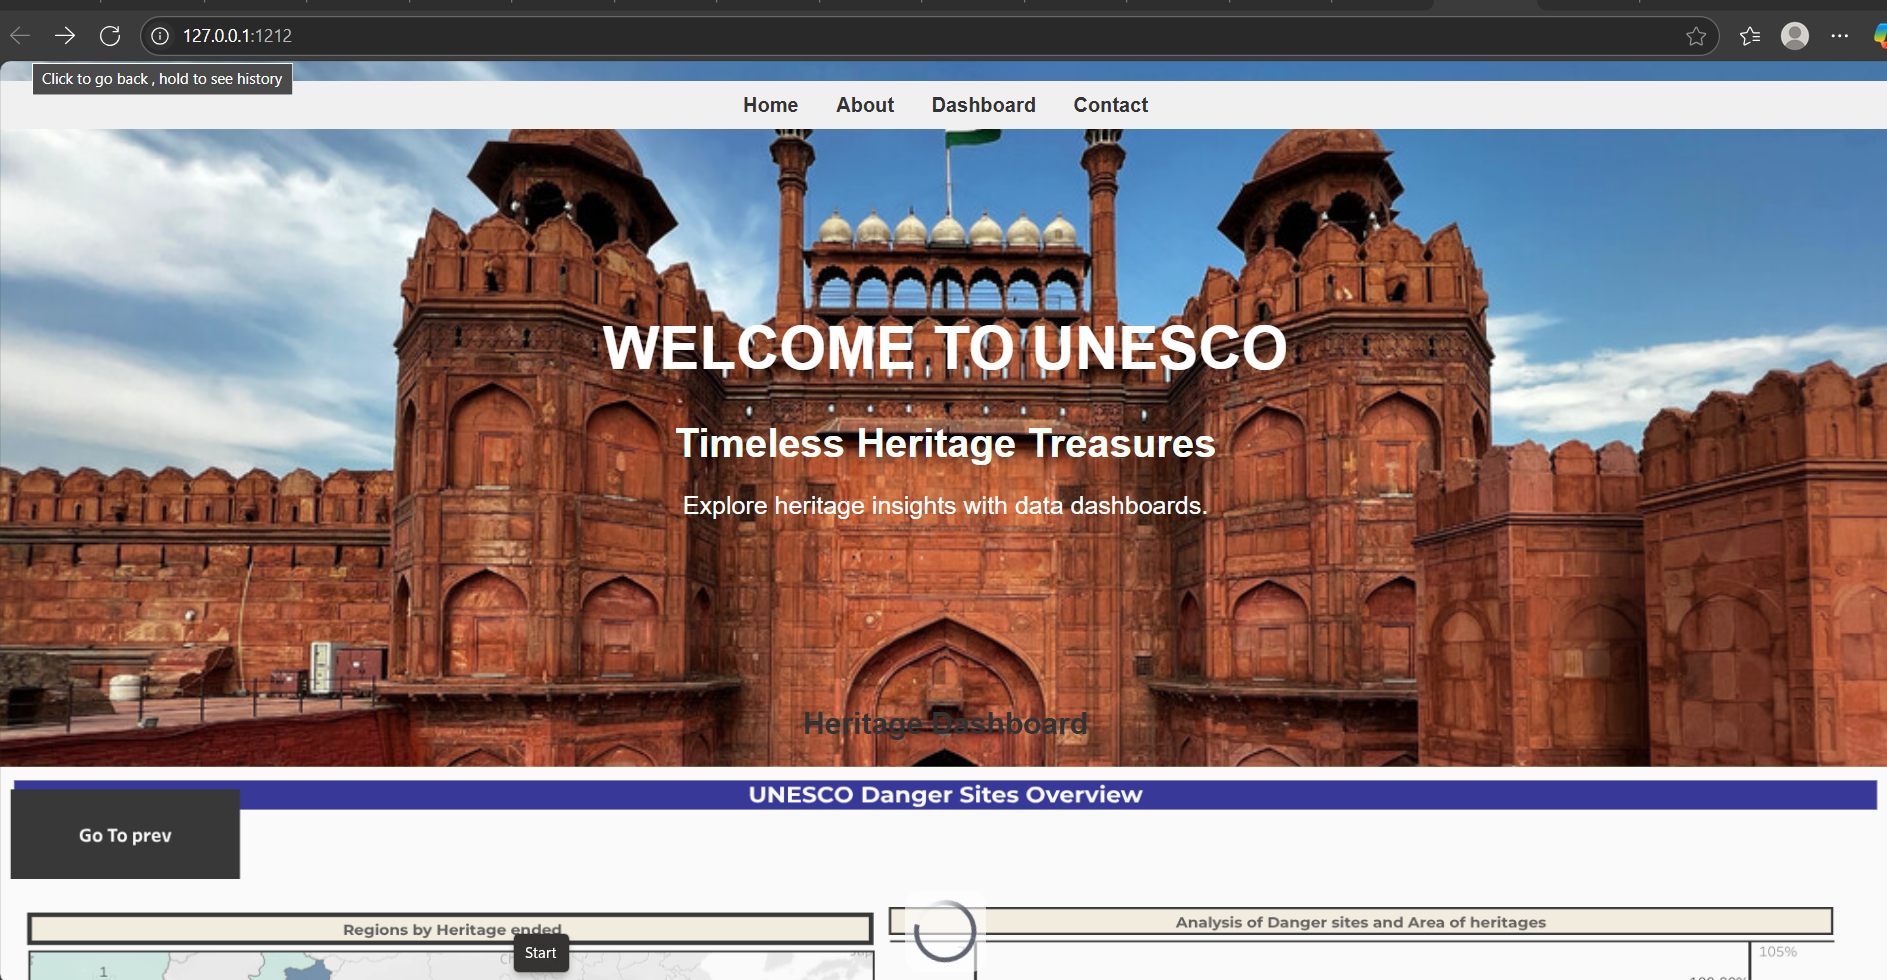 127.0.0.1:1212
Click to go back, hold to see history
Home About Dashboard Contact
WELCOME TO UNESCO
Timeless Heritage Treasures
Explore heritage insights with data dashboards.
Heritage Dashboard
UNESCO Danger Sites Overview
Go To prev
Regions by Heritage ended
Analysis of Danger sites and Area of heritages
Start
1
105%